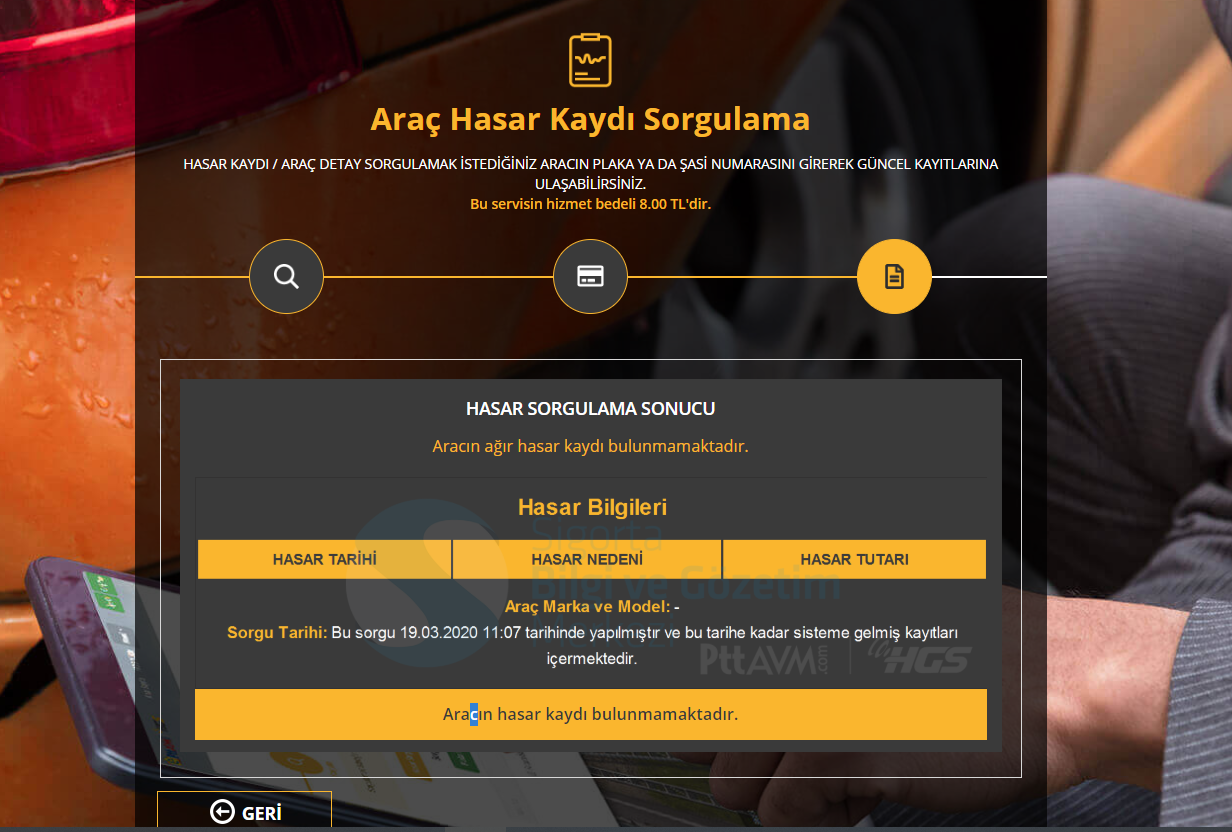 Araç Hasar Kaydı Sorgulama
HASAR KAYDI / ARAÇ DETAY SORGULAMAK İSTEDİĞİNİZ ARACIN PLAKA YA DA ŞASİ NUMARASINI GİREREK GÜNCEL KAYITLARINA
ULAŞABİLİRSİNİZ.
Bu servisin hizmet bedeli 8.00 TL'dir.
HASAR SORGULAMA SONUCU
Aracın ağır hasar kaydı bulunmamaktadır.
Hasar Bilgileri
Sigorta
HASAR TARİHİ HASAR NEDENİ HASAR TUTARI
Bilgi ve Gözetim
Araç Marka ve Model: -
Merkezi
Sorgu Tarihi: Bu sorgu 19.03.2020 11:07 tarihinde yapılmıştır ve bu tarihe kadar sisteme gelmiş kayıtları
içermektedir.
PttAVM.com HGS
Aracın hasar kaydı bulunmamaktadır.
GERİ